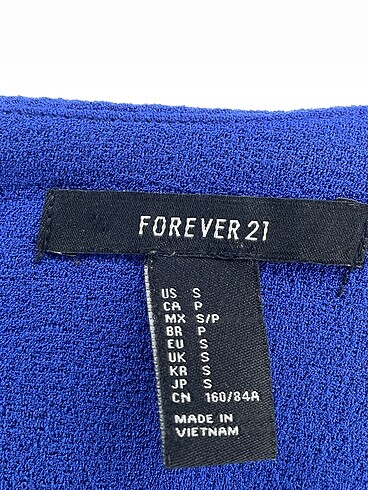 FOREVER 21
US S
CA P
MX S/P
BR P
EU S
UK S
KR S
JP S
CN 160/84A
MADE IN
VIETNAM